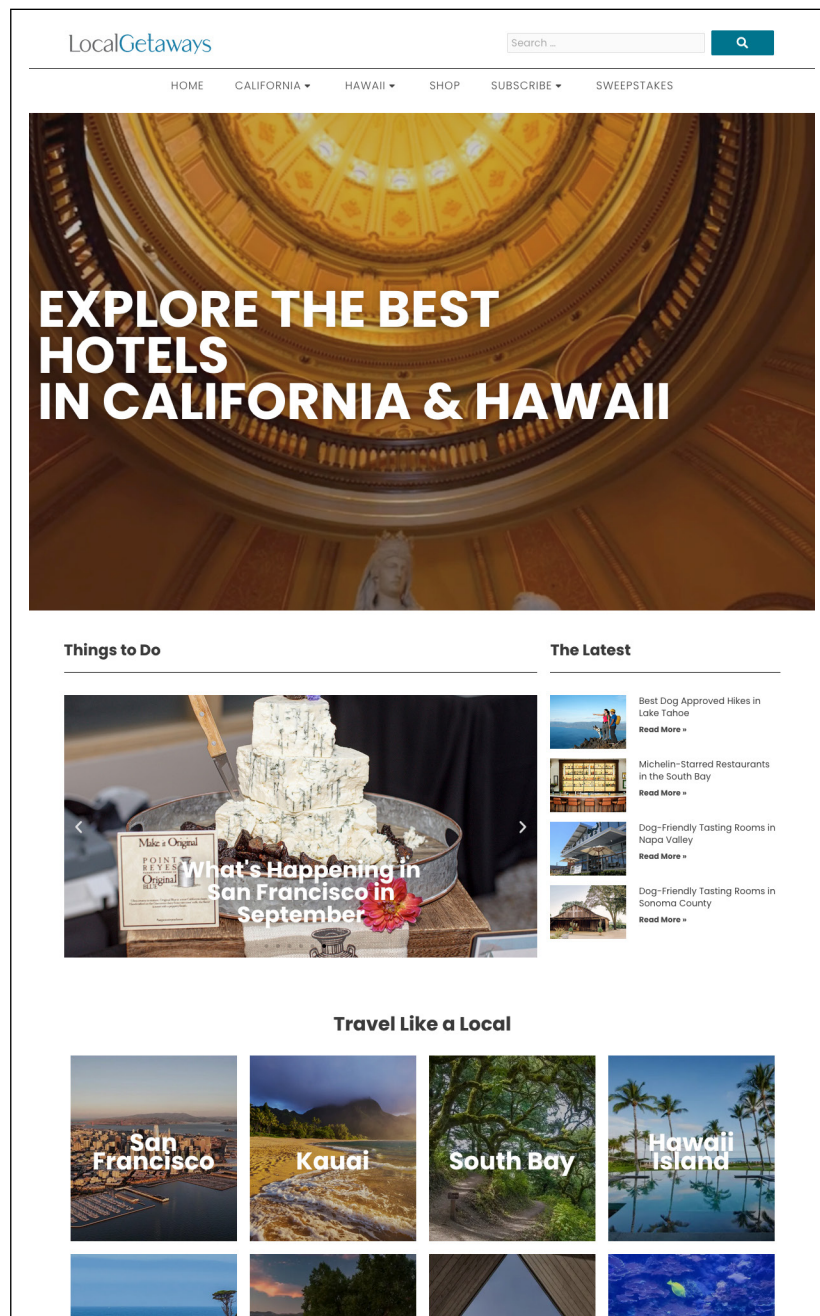 LocalGetaways
Search ...
HOME
CALIFORNIA
HAWAII
SHOP
SUBSCRIBE
SWEEPSTAKES
EXPLORE THE BEST
HOTELS
IN CALIFORNIA & HAWAII
Things to Do
Make it Original
POINT
REYES
Original
BLUE
What's Happening in
San Francisco in
September
The Latest
Best Dog Approved Hikes in
Lake Tahoe
Read More »
Michelin-Starred Restaurants
in the South Bay
Read More »
Dog-Friendly Tasting Rooms in
Napa Valley
Read More »
Dog-Friendly Tasting Rooms in
Sonoma County
Read More »
Travel Like a Local
San
Francisco
Kauai
South Bay
Hawaii
Island